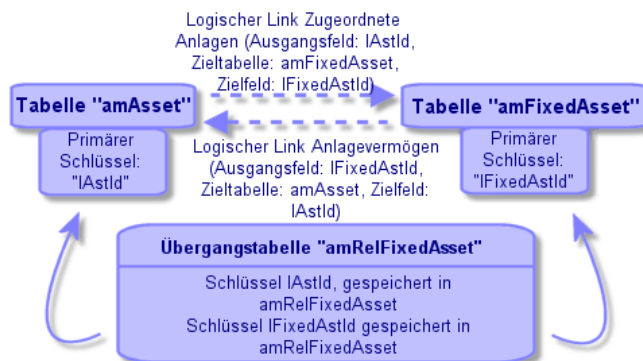 Logischer Link Zugeordnete
Anlagen (Ausgangsfeld: lAstId,
Zieltabelle: amFixedAsset,
Zielfeld: lFixedAstId)
Tabelle "amAsset"
Tabelle "amFixedAsset"
Primärer
Schlüssel:
"lAstId"
Logischer Link Anlagevermögen
(Ausgangsfeld: lFixedAstId,
Zieltabelle: amAsset, Zielfeld:
lAstId)
Primärer
Schlüssel:
"lFixedAstId"
Übergangstabelle "amRelFixedAsset"
Schlüssel lAstId, gespeichert in
amRelFixedAsset
Schlüssel lFixedAstId gespeichert in
amRelFixedAsset